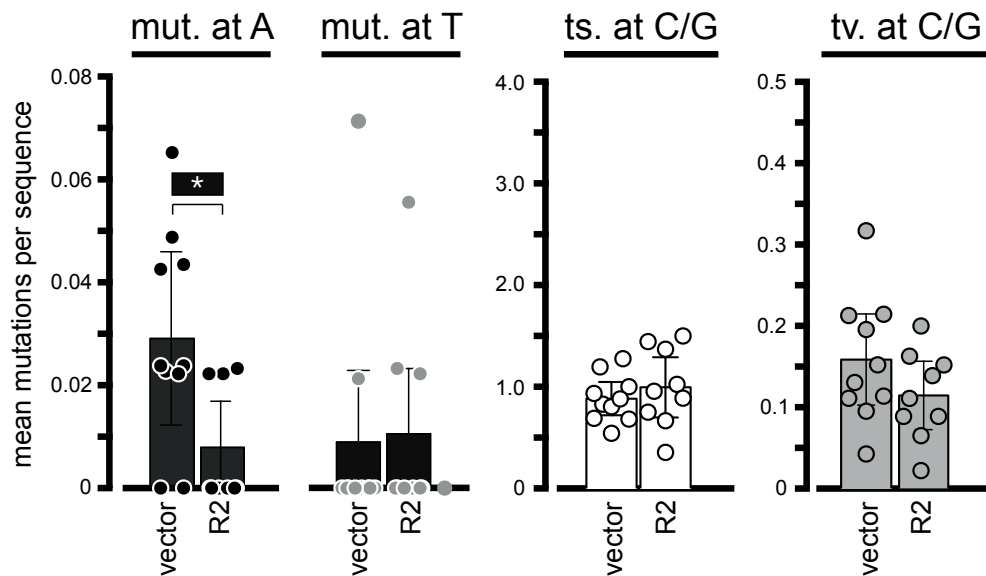 mut. at A
mut. at T
ts. at C/G
tv. at C/G
mean mutations per sequence
0.08
0.06
0.04
0.02
0
*
vector
R2
vector
R2
4.0
3.0
2.0
1.0
0
vector
R2
0.5
0.4
0.3
0.2
0.1
0
vector
R2